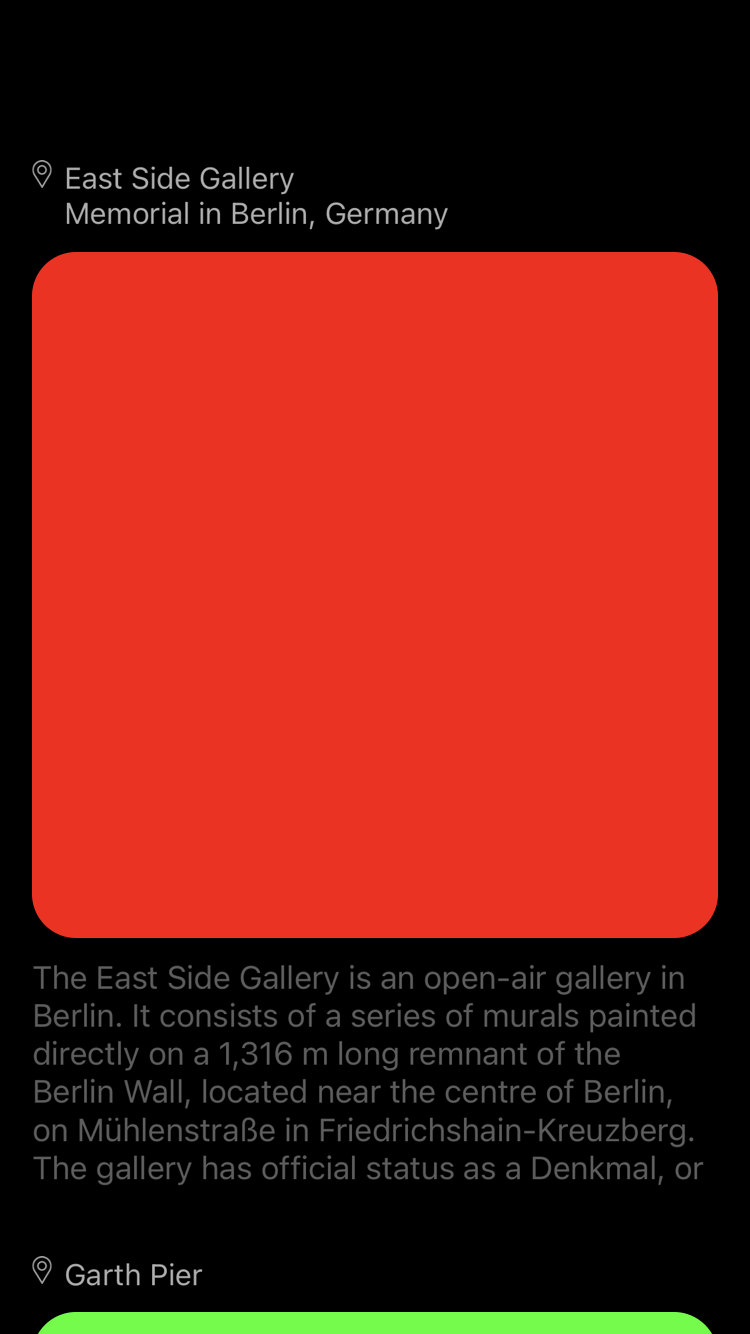 East Side Gallery
Memorial in Berlin, Germany
The East Side Gallery is an open-air gallery in
Berlin. It consists of a series of murals painted
directly on a 1,316 m long remnant of the
Berlin Wall, located near the centre of Berlin,
on Mühlenstraße in Friedrichshain-Kreuzberg.
The gallery has official status as a Denkmal, or
Garth Pier